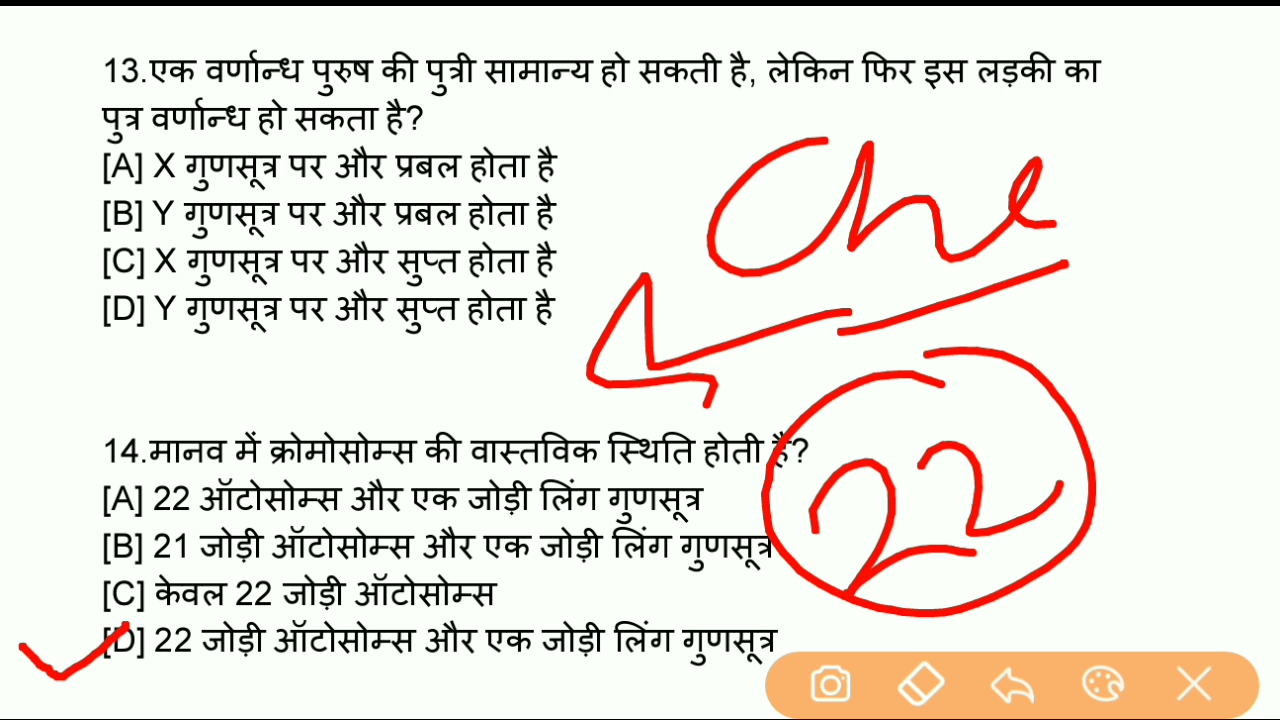 13.एक वर्णान्ध पुरुष की पुत्री सामान्य हो सकती है, लेकिन फिर इस लड़की का
पुत्र वर्णान्ध हो सकता है?
[A] X गुणसूत्र पर और प्रबल होता है
[B] Y गुणसूत्र पर और प्रबल होता है
[C] X गुणसूत्र पर और सुप्त होता है
[D] Y गुणसूत्र पर और सुप्त होता है
14.मानव में क्रोमोसोम्स की वास्तविक स्थिति होती है?
[A] 22 ऑटोसोम्स और एक जोड़ी लिंग गुणसूत्र
[B] 21 जोड़ी ऑटोसोम्स और एक जोड़ी लिंग गुणसूत्र
[C] केवल 22 जोड़ी ऑटोसोम्स
[D] 22 जोड़ी ऑटोसोम्स और एक जोड़ी लिंग गुणसूत्र
22